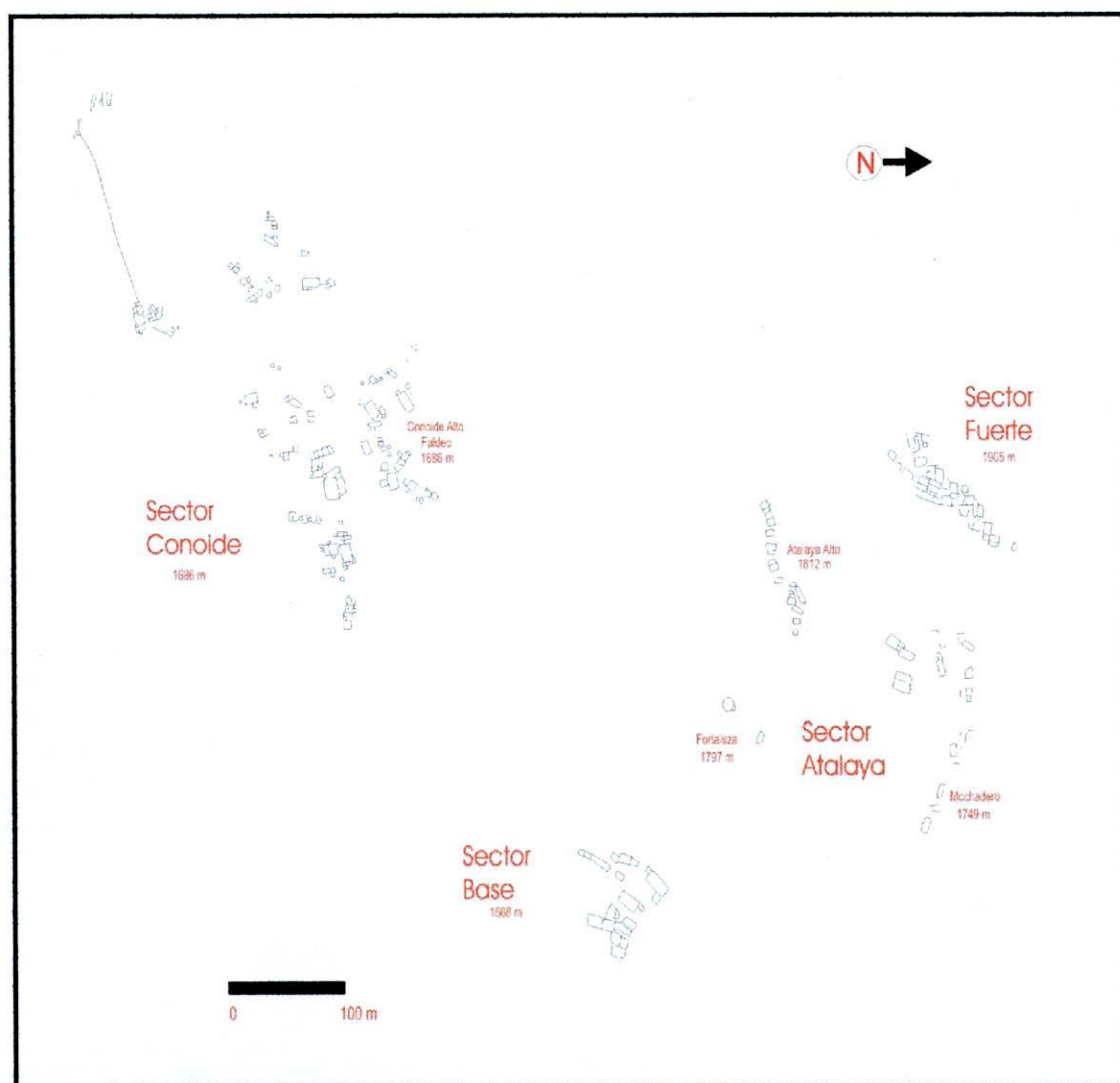 N
Sector
Fuerte
1905 m
Conoide Alto
Faldeo
1686 m
Sector
Conoide
1686 m
Atalaya Alto
1812 m
Fortaleza
1797 m
Sector
Atalaya
Mochadero
1749 m
Sector
Base
1668 m
0 100 m